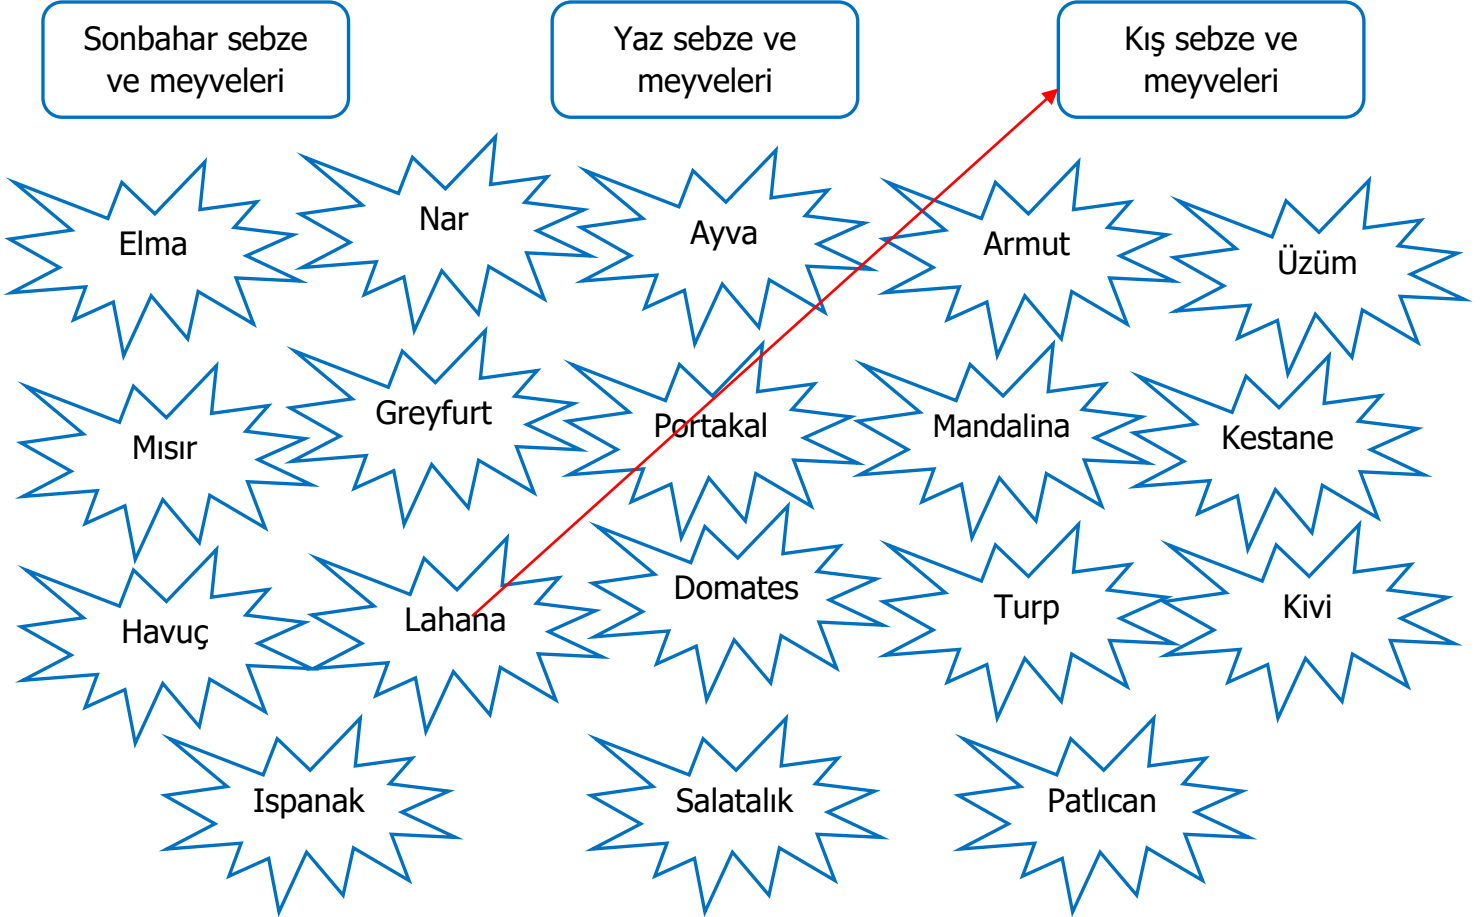 Sonbahar sebze
ve meyveleri
Yaz sebze ve
meyveleri
Kış sebze ve
meyveleri
Elma
Nar
Ayva
Armut
Üzüm
Mısır
Greyfurt
Portakal
Mandalina
Kestane
Havuç
Lahana
Domates
Turp
Kivi
Ispanak
Salatalık
Patlıcan